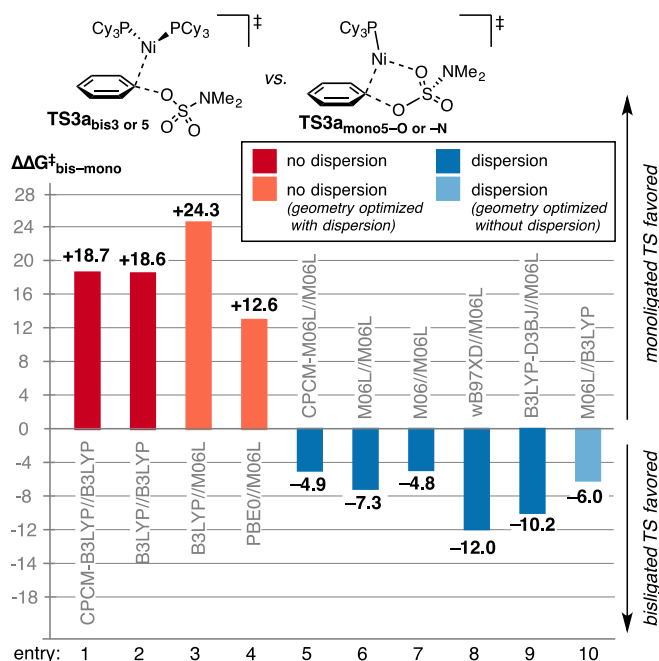 Cy3P
PCy3
Ni
O
NMe2
S
O
O
‡
TS3abis3 or 5
vs.
PCy3
Ni
O
NMe2
S
O
O
‡
TS3amono5–O or –N
ΔΔG‡bis–mono
no dispersion
no dispersion
(geometry optimized
with dispersion)
dispersion
dispersion
(geometry optimized
without dispersion)
monoligated TS favored
bisligated TS favored
28
24
20
16
12
8
4
0
-4
-8
-12
-14
-18
+18.7
+18.6
+24.3
+12.6
–4.9
–7.3
–4.8
–12.0
–10.2
–6.0
CPCM-B3LYP//B3LYP
B3LYP//B3LYP
B3LYP//M06L
PBE0//M06L
CPCM-M06L//M06L
M06L//M06L
M06//M06L
wB97XD//M06L
B3LYP-D3BJ//M06L
M06L//B3LYP
entry: 1 2 3 4 5 6 7 8 9 10